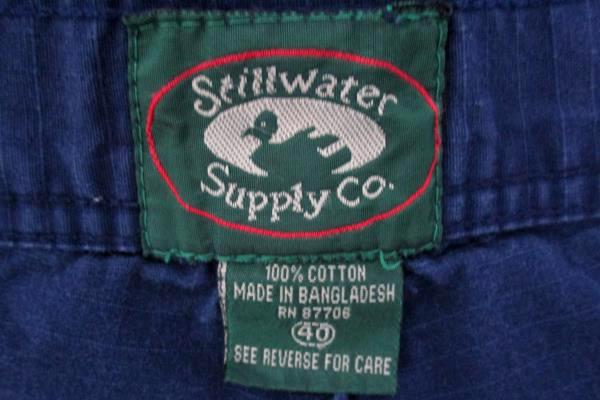 Stillwater
Supply Co.
100% COTTON
MADE IN BANGLADESH
RN 87706
40
SEE REVERSE FOR CARE